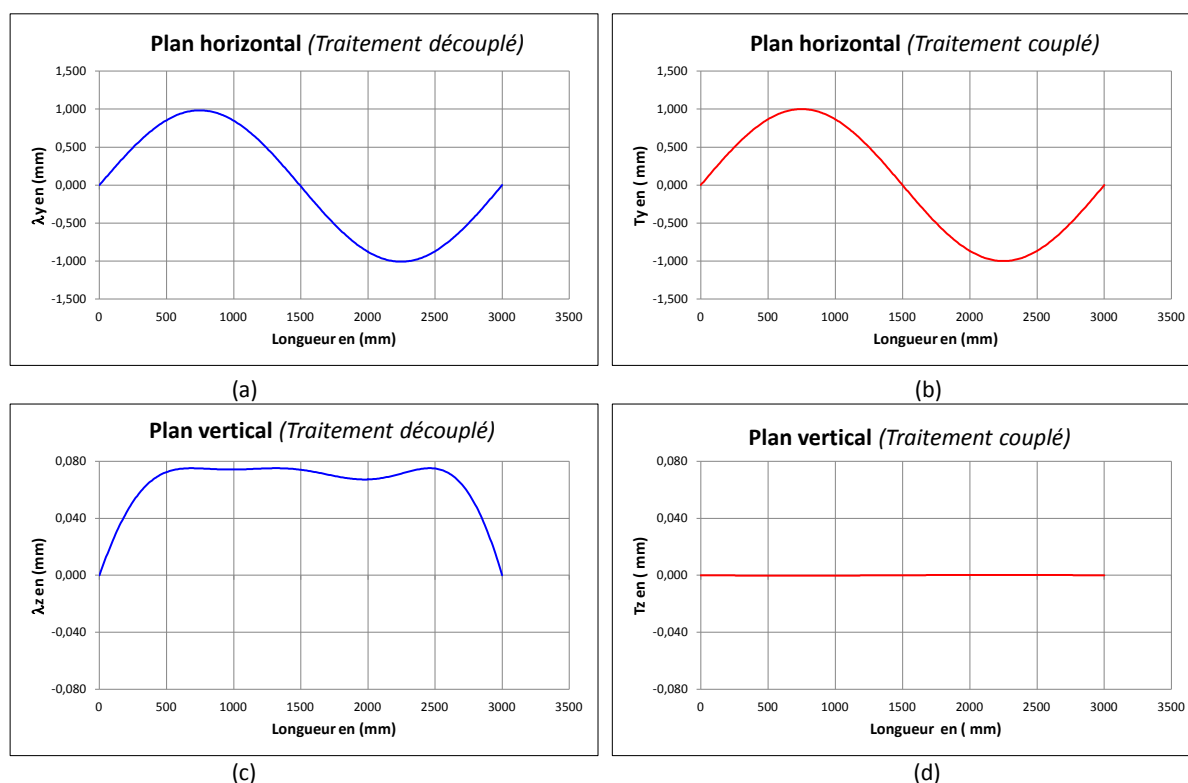 Plan horizontal (Traitement découplé)
1,500
1,000
0,500
0,000
-0,500
-1,000
-1,500
λy en (mm)
0 500 1000 1500 2000 2500 3000 3500
Longueur en (mm)
(a)
Plan horizontal (Traitement couplé)
1,500
1,000
0,500
0,000
-0,500
-1,000
-1,500
Ty en ( mm)
0 500 1000 1500 2000 2500 3000 3500
Longueur en (mm)
(b)
Plan vertical (Traitement découplé)
0,080
0,040
0,000
-0,040
-0,080
λz en (mm)
0 500 1000 1500 2000 2500 3000 3500
Longueur en (mm)
(c)
Plan vertical (Traitement couplé)
0,080
0,040
0,000
-0,040
-0,080
Tz en ( mm)
0 500 1000 1500 2000 2500 3000 3500
Longueur en ( mm)
(d)